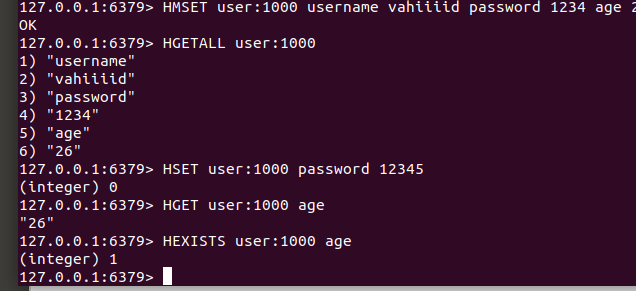 127.0.0.1:6379> HMSET user:1000 username vahiiiid password 1234 age 2
OK
127.0.0.1:6379> HGETALL user:1000
1) "username"
2) "vahiiiid"
3) "password"
4) "1234"
5) "age"
6) "26"
127.0.0.1:6379> HSET user:1000 password 12345
(integer) 0
127.0.0.1:6379> HGET user:1000 age
"26"
127.0.0.1:6379> HEXISTS user:1000 age
(integer) 1
127.0.0.1:6379>